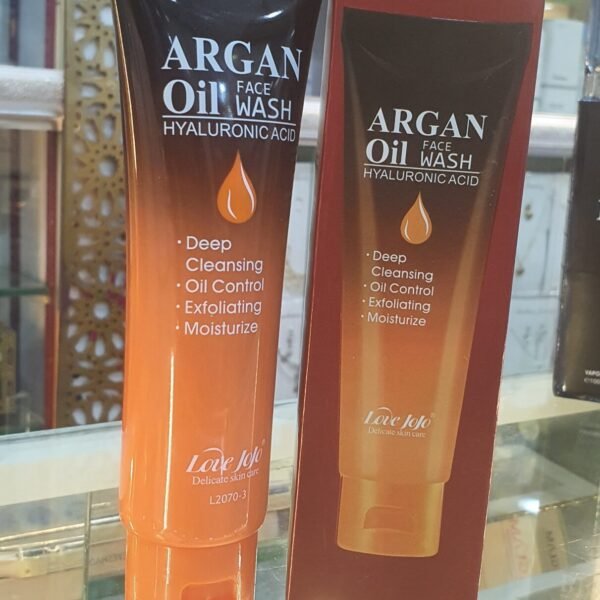 ARGAN
Oil FACE WASH
HYALURONIC ACID
· Deep
Cleansing
· Oil Control
· Exfoliating
· Moisturize
Love JoJo®
Delicate skin care
L2070-3
ARGAN
Oil FACE WASH
HYALURONIC ACID
· Deep
Cleansing
· Oil Control
· Exfoliating
· Moisturize
Love JoJo®
Delicate skin care